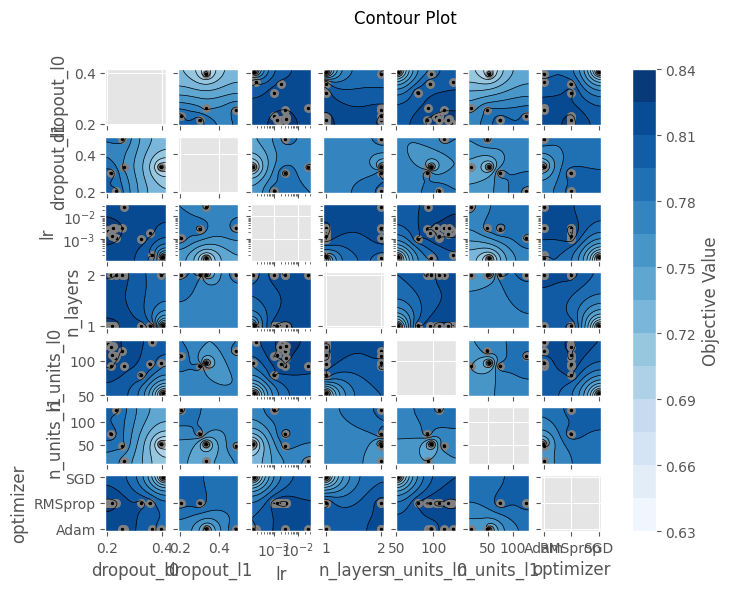 Contour Plot
dropout_l0
0.4
0.2
dropout_l1
0.4
0.2
lr
10⁻²
10⁻³
n_layers
2
1
n_units_l0
100
50
n_units_l1
100
50
optimizer
SGD
RMSprop
Adam
0.2 0.4 0.2 0.4 10⁻³ 10⁻² 1 2 50 100 50 100 Adam RMSprop SGD
dropout_l0 dropout_l1 lr n_layers n_units_l0 n_units_l1 optimizer
0.84
0.81
0.78
0.75
0.72
0.69
0.66
0.63
Objective Value